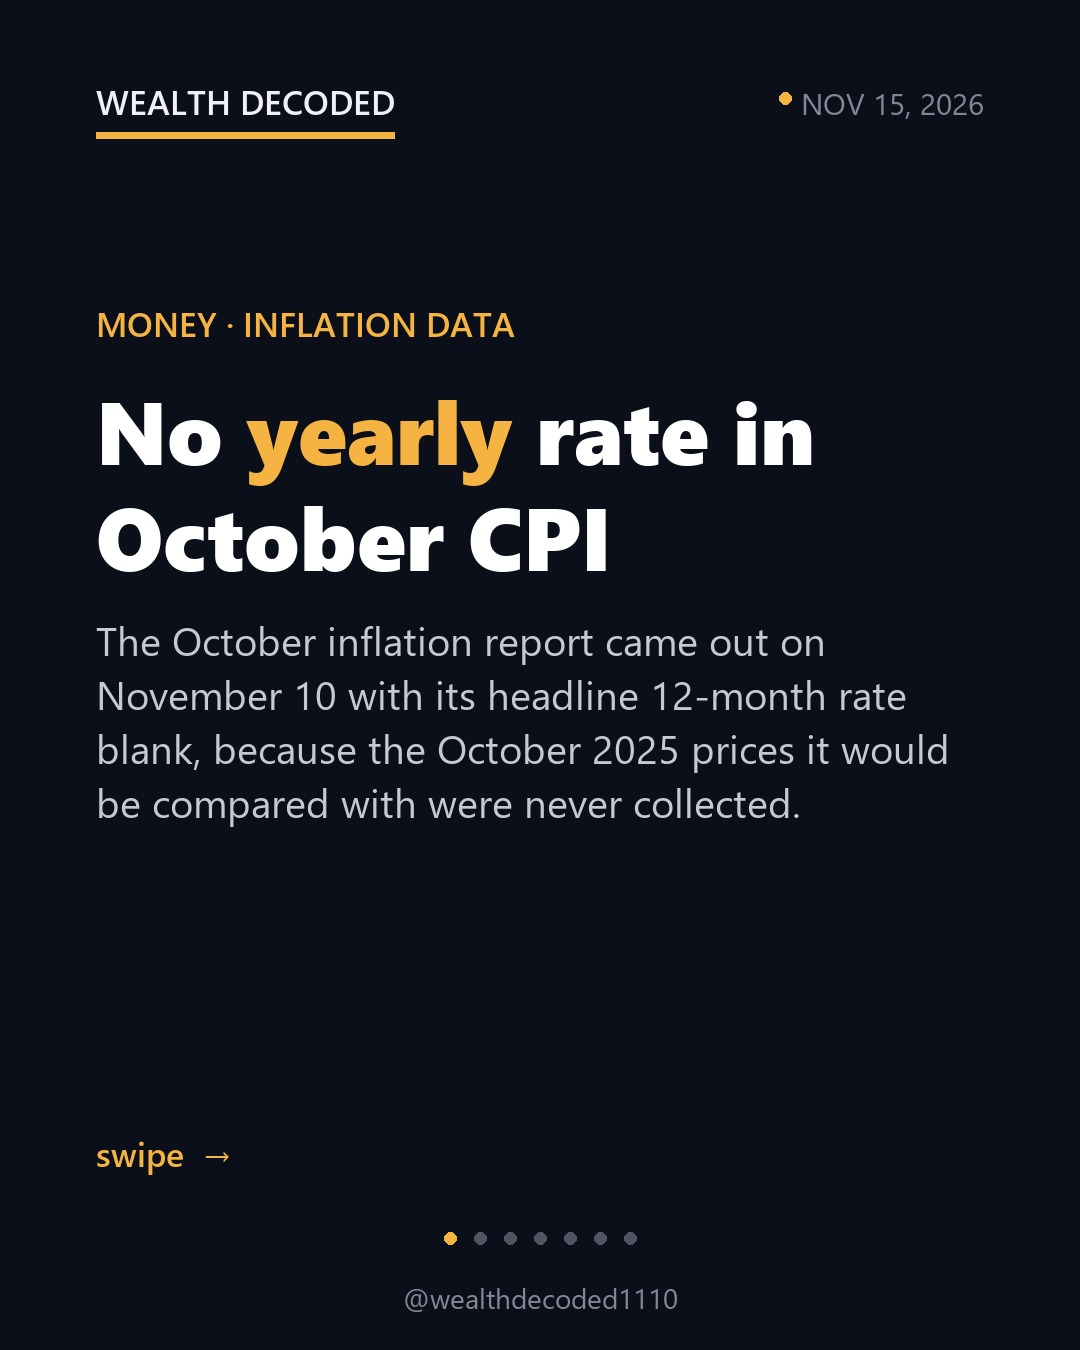 WEALTH DECODED
NOV 15, 2026
MONEY · INFLATION DATA
No yearly rate in
October CPI
The October inflation report came out on
November 10 with its headline 12-month rate
blank, because the October 2025 prices it would
be compared with were never collected.
swipe →
@wealthdecoded1110